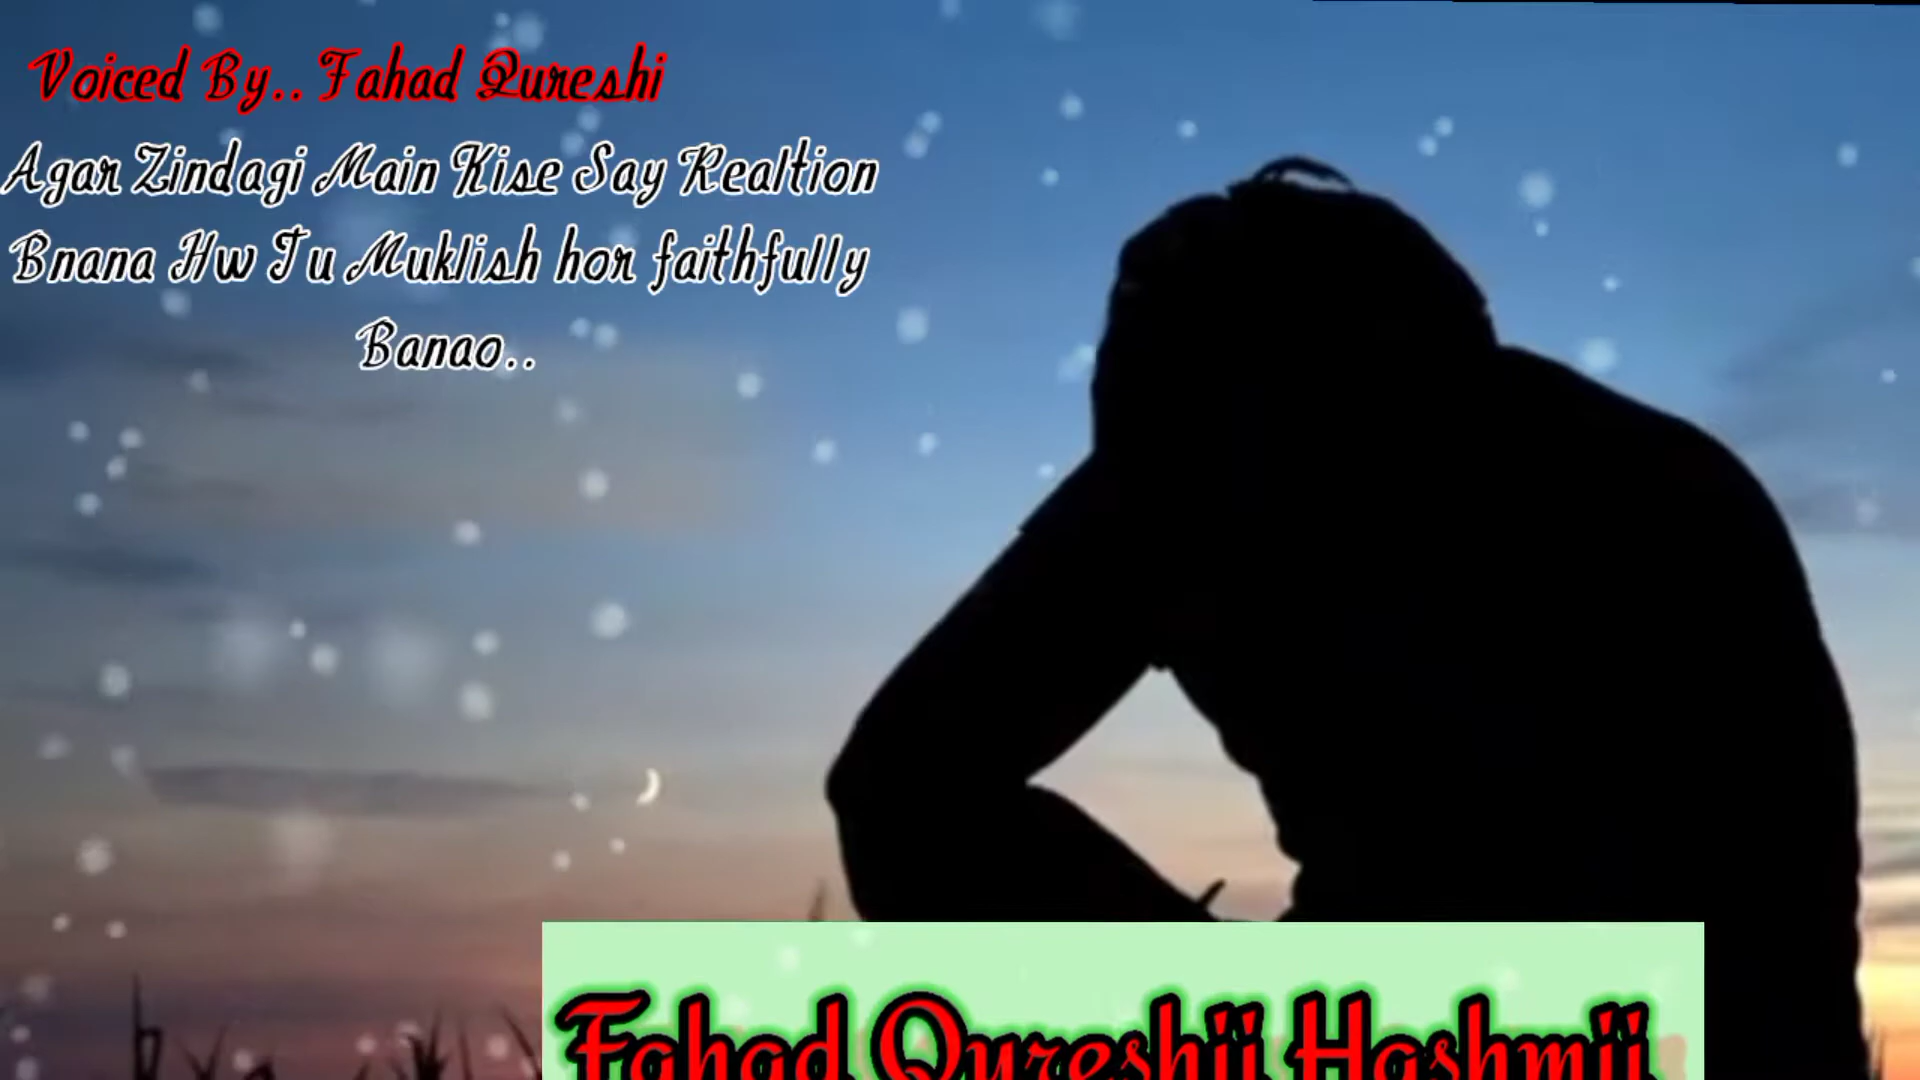 Voiced By.. Fahad Qureshi
Agar Zindagi Main Kise Say Realtion
Bnana Hw Tu Muklish hor faithfully
Banao..
Fahad Qureshii Hashmii